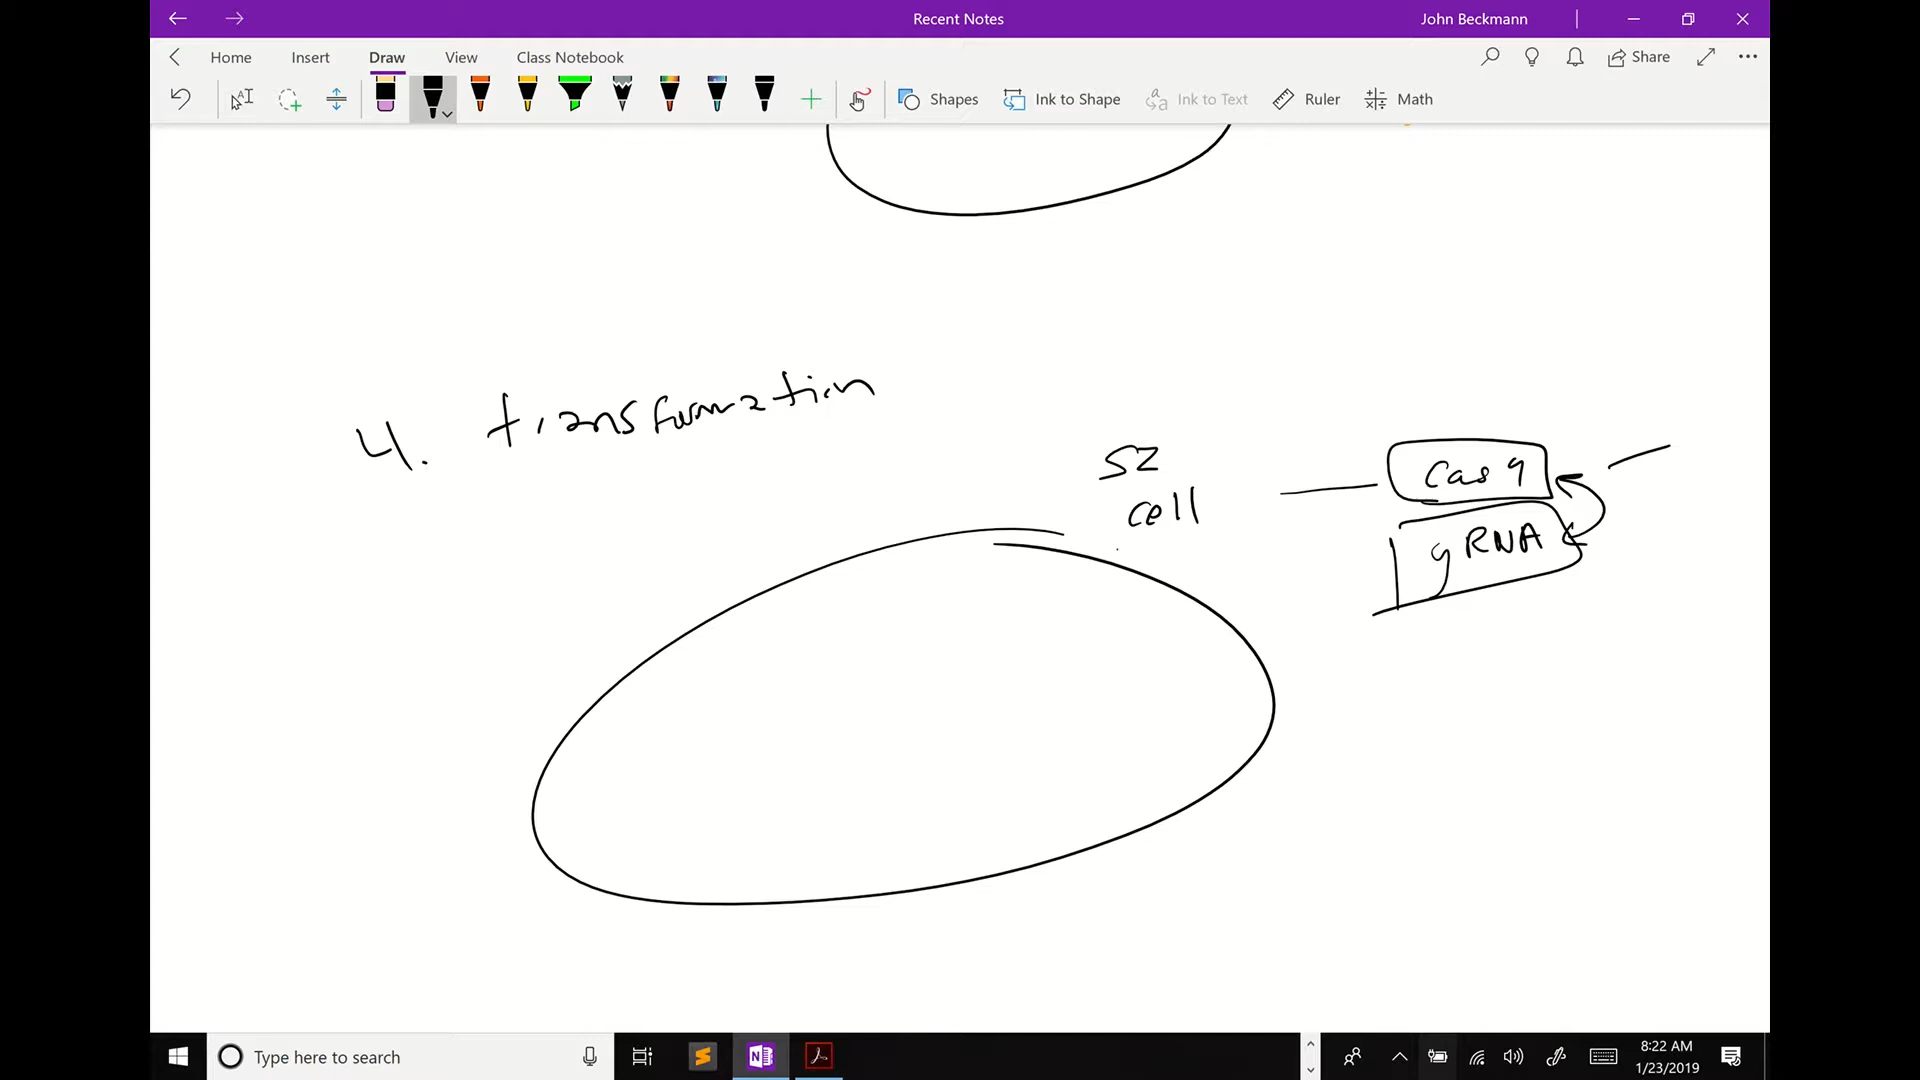 Recent Notes
John Beckmann
Home Insert Draw View Class Notebook
Share
Shapes Ink to Shape Ink to Text Ruler Math
4. transformation
S2
cell
Cas 9
gRNA
Type here to search
8:22 AM
1/23/2019